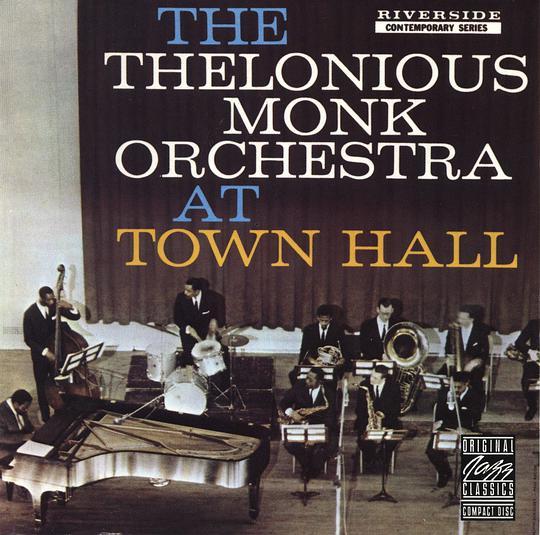 THE
RIVERSIDE
CONTEMPORARY SERIES
THELONIOUS
MONK
ORCHESTRA
AT
TOWN HALL
ORIGINAL
Jazz
CLASSICS
COMPACT DISC